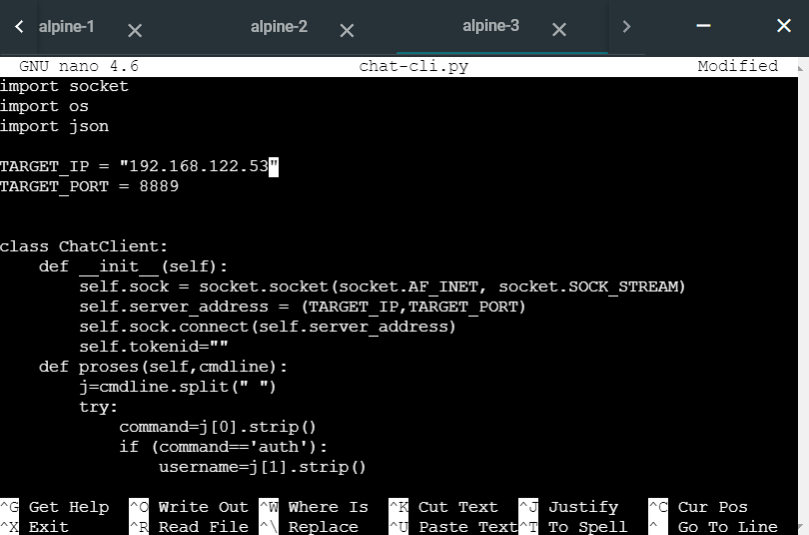 alpine-1 alpine-2 alpine-3
GNU nano 4.6 chat-cli.py Modified
import socket
import os
import json
TARGET_IP = "192.168.122.53"
TARGET_PORT = 8889
class ChatClient:
    def __init__(self):
        self.sock = socket.socket(socket.AF_INET, socket.SOCK_STREAM)
        self.server_address = (TARGET_IP,TARGET_PORT)
        self.sock.connect(self.server_address)
        self.tokenid=""
    def proses(self,cmdline):
        j=cmdline.split(" ")
        try:
            command=j[0].strip()
            if (command=='auth'):
                username=j[1].strip()
^G Get Help ^O Write Out ^W Where Is ^K Cut Text ^J Justify ^C Cur Pos
^X Exit ^R Read File ^\ Replace ^U Paste Text ^T To Spell ^_ Go To Line